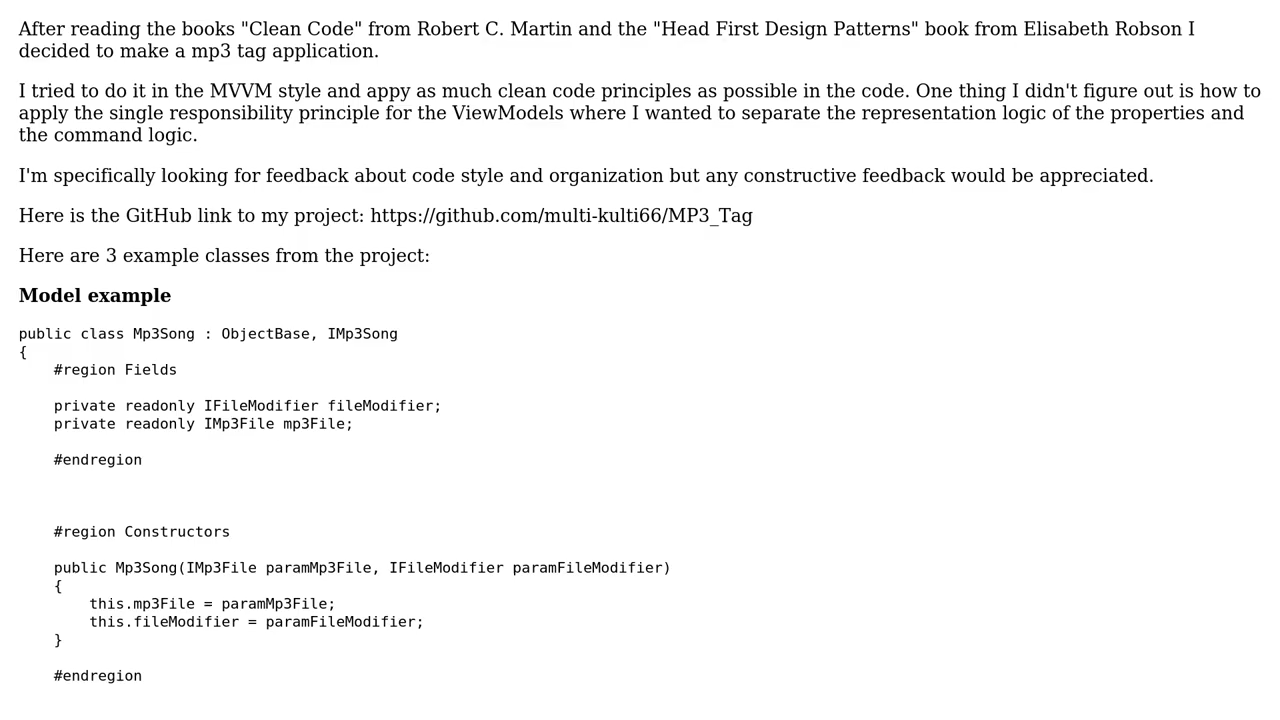 After reading the books "Clean Code" from Robert C. Martin and the "Head First Design Patterns" book from Elisabeth Robson I
decided to make a mp3 tag application.
I tried to do it in the MVVM style and appy as much clean code principles as possible in the code. One thing I didn't figure out is how to
apply the single responsibility principle for the ViewModels where I wanted to separate the representation logic of the properties and
the command logic.
I'm specifically looking for feedback about code style and organization but any constructive feedback would be appreciated.
Here is the GitHub link to my project: https://github.com/multi-kulti66/MP3_Tag
Here are 3 example classes from the project:
Model example
public class Mp3Song : ObjectBase, IMp3Song
{
    #region Fields
    private readonly IFileModifier fileModifier;
    private readonly IMp3File mp3File;
    #endregion
    #region Constructors
    public Mp3Song(IMp3File paramMp3File, IFileModifier paramFileModifier)
    {
        this.mp3File = paramMp3File;
        this.fileModifier = paramFileModifier;
    }
    #endregion